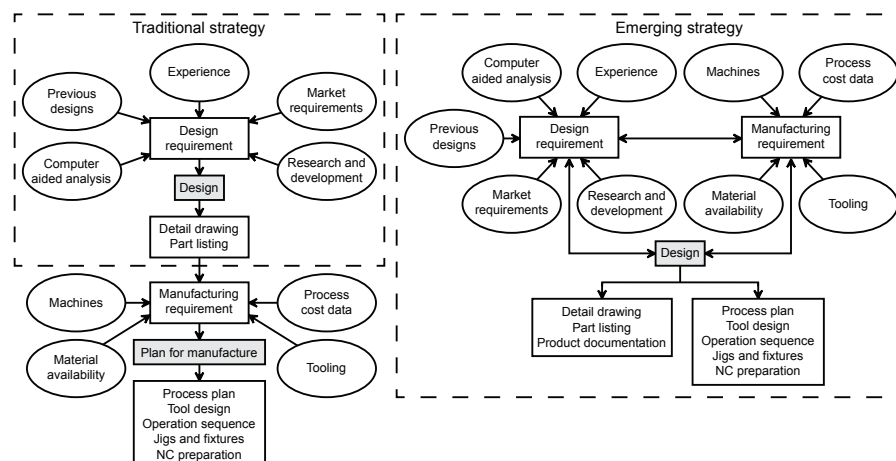 Traditional strategy
Experience
Previous
designs
Market
requirements
Design
requirement
Computer
aided analysis
Research and
development
Design
Detail drawing
Part listing
Machines
Manufacturing
requirement
Process
cost data
Material
availability
Plan for manufacture
Tooling
Process plan
Tool design
Operation sequence
Jigs and fixtures
NC preparation
Emerging strategy
Computer
aided analysis
Experience
Machines
Process
cost data
Previous
designs
Design
requirement
Manufacturing
requirement
Market
requirements
Research and
development
Material
availability
Tooling
Design
Detail drawing
Part listing
Product documentation
Process plan
Tool design
Operation sequence
Jigs and fixtures
NC preparation